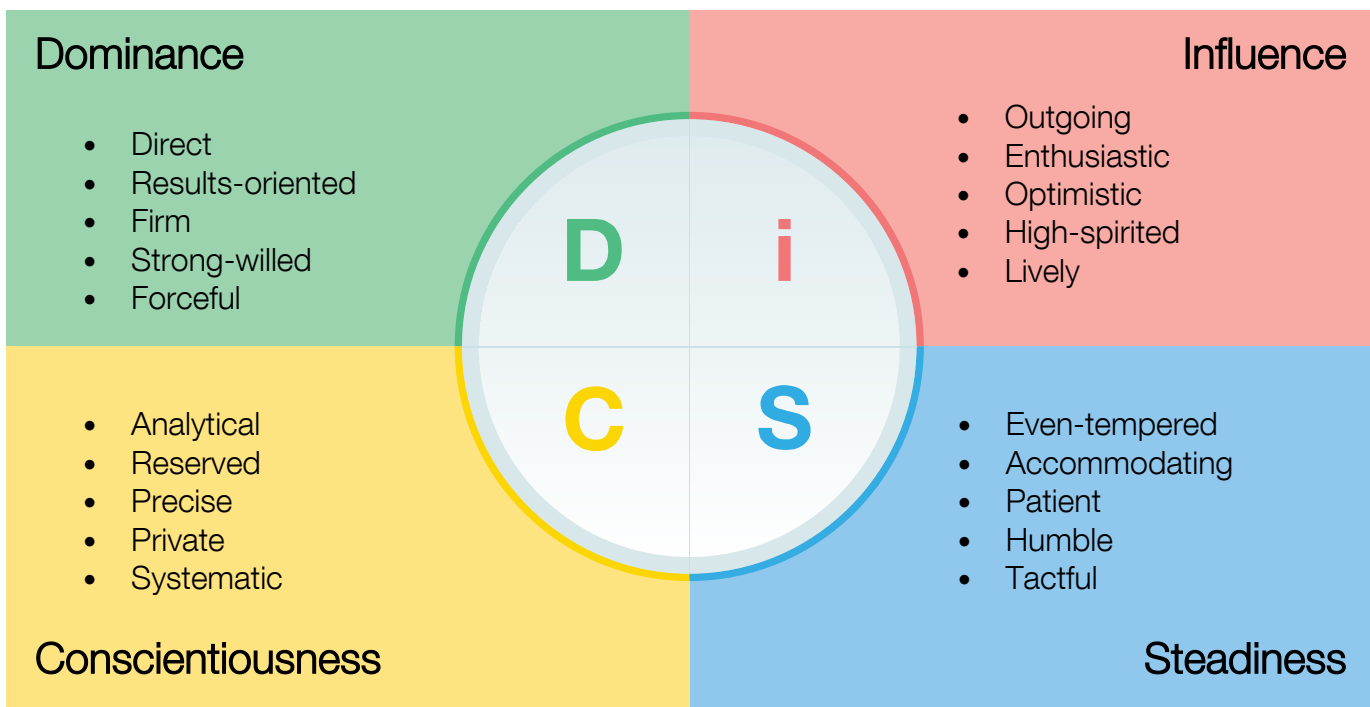 Dominance
• Direct
• Results-oriented
• Firm
• Strong-willed
• Forceful
Influence
• Outgoing
• Enthusiastic
• Optimistic
• High-spirited
• Lively
D
i
C
S
• Analytical
• Reserved
• Precise
• Private
• Systematic
Conscientiousness
• Even-tempered
• Accommodating
• Patient
• Humble
• Tactful
Steadiness